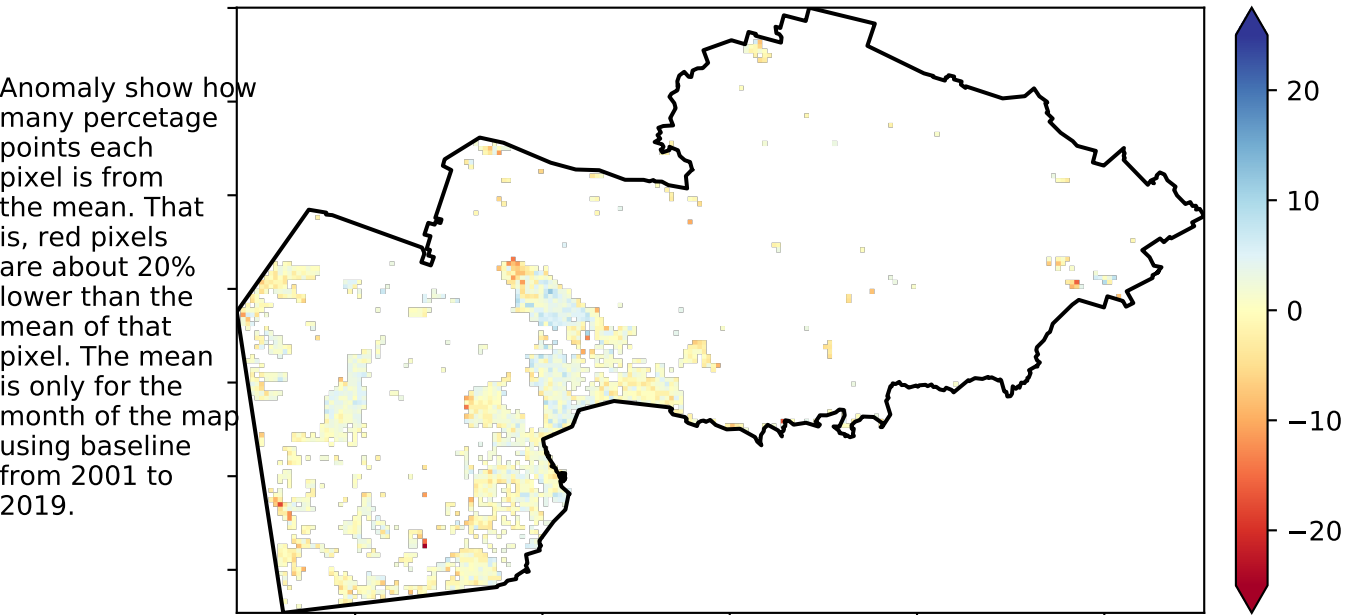 Anomaly show how
many percetage
points each
pixel is from
the mean. That
is, red pixels
are about 20%
lower than the
mean of that
pixel. The mean
is only for the
month of the map
using baseline
from 2001 to
2019.
20
10
0
−10
−20